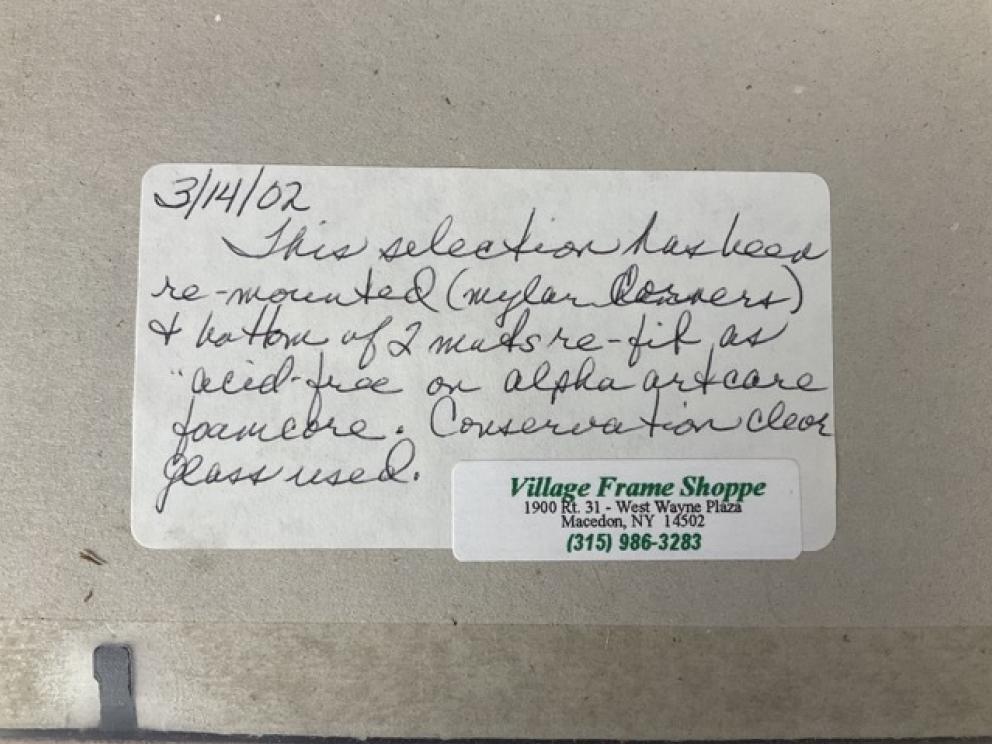 3/14/02
This selection has been
re-mounted (mylar Corners)
& bottom of 2 mats re-fit as
"acid-free on alpha artcare
foamcore. Conservation clear
glass used.
Village Frame Shoppe
1900 Rt. 31 - West Wayne Plaza
Macedon, NY 14502
(315) 986-3283